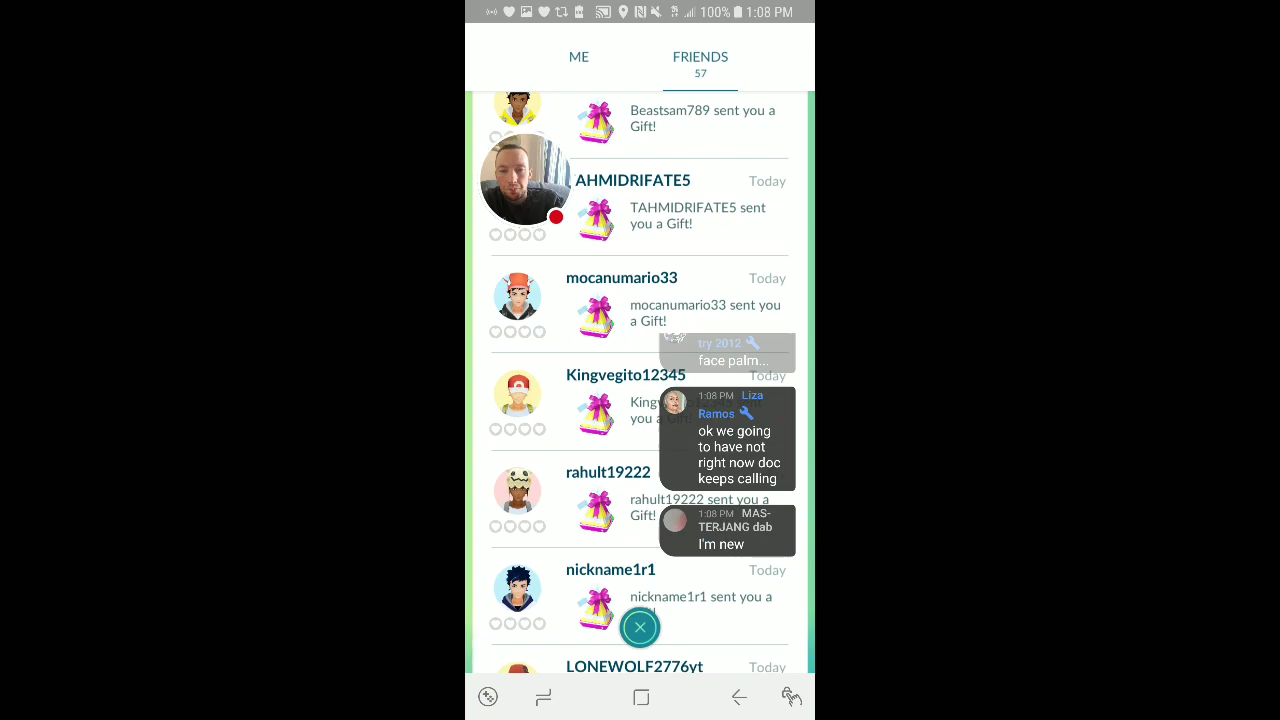 100% 1:08 PM
ME
FRIENDS
57
Beastsam789 sent you a
Gift!
AHMIDRIFATE5
Today
TAHMIDRIFATE5 sent
you a Gift!
mocanumario33
Today
mocanumario33 sent you
a Gift!
try 2012
face palm...
Kingvegito12345
Today
King
you a
1:08 PM Liza
Ramos
ok we going
to have not
right now doc
keeps calling
rahult19222
rahult19222 sent you a
Gift!
1:08 PM MAS-
TERJANG dab
I'm new
nickname1r1
Today
nickname1r1 sent you a
LONEWOLF2776yt
Today